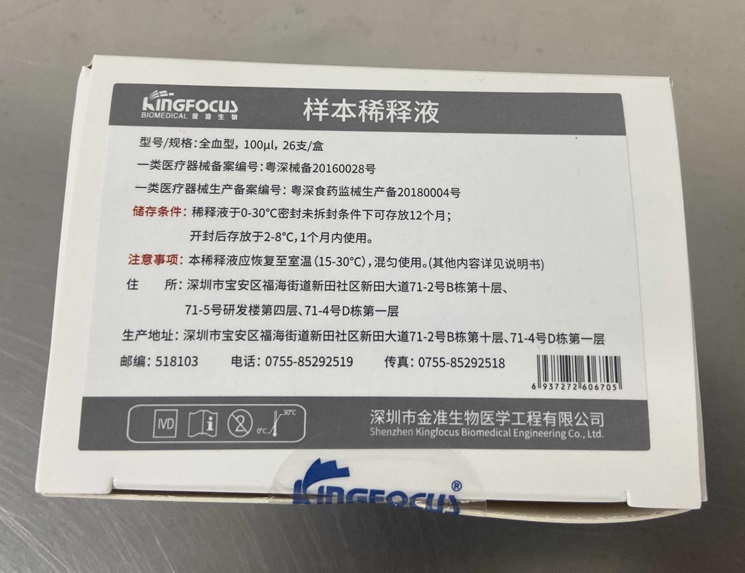 KINGFOCUS
BIOMEDICAL 金准生物
样本稀释液
型号/规格:全血型，100μl，26支/盒
一类医疗器械备案编号:粤深械备20160028号
一类医疗器械生产备案编号: 粤深食药监械生产备20180004号
储存条件: 稀释液于0-30℃密封未拆封条件下可存放12个月；
开封后存放于2-8℃，1个月内使用。
注意事项: 本稀释液应恢复至室温(15-30℃)，混匀使用。(其他内容详见说明书)
住 所: 深圳市宝安区福海街道新田社区新田大道71-2号B栋第十层、
71-5号研发楼第四层、71-4号D栋第一层
生产地址: 深圳市宝安区福海街道新田社区新田大道71-2号B栋第十层、71-4号D栋第一层
邮编: 518103 电话: 0755-85292519 传真: 0755-85292518
6 937272 606705
IVD i 2 0℃ 30℃
深圳市金准生物医学工程有限公司
Shenzhen Kingfocus Biomedical Engineering Co., Ltd.
KINGFOCUS®